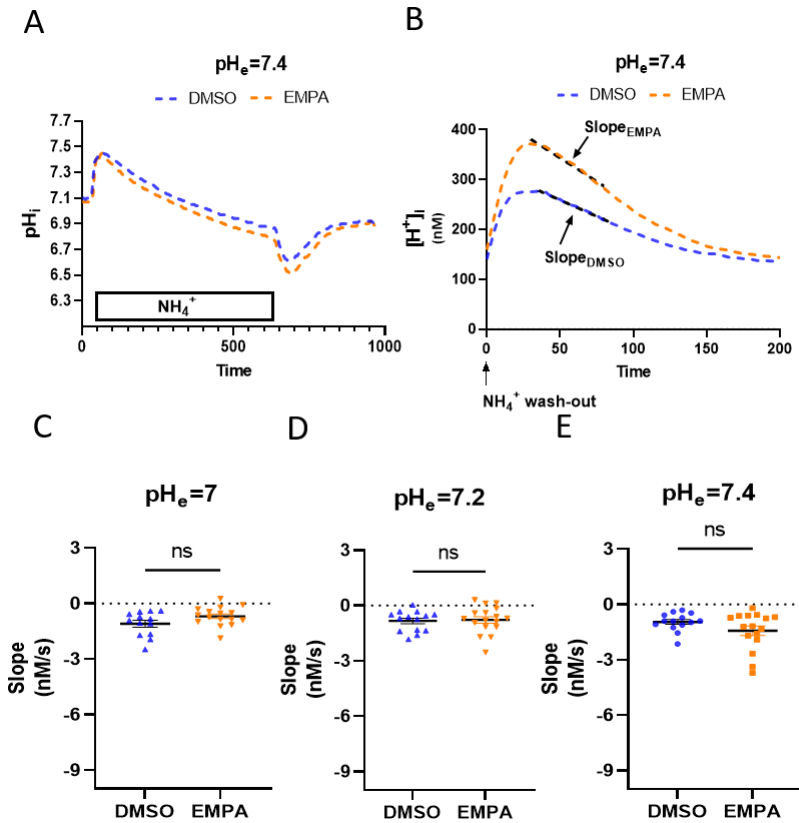 A
pHₑ=7.4
DMSO EMPA
7.7
7.5
7.3
7.1
6.9
6.7
6.5
6.3
pHᵢ
NH₄⁺
0 500 1000
Time
B
pHₑ=7.4
DMSO EMPA
400
300
200
100
0
[H⁺]ᵢ
(nM)
Slope_EMPA
Slope_DMSO
0 50 100 150 200
Time
NH₄⁺ wash-out
C
pHₑ=7
ns
3
0
-3
-6
-9
Slope
(nM/s)
DMSO EMPA
D
pHₑ=7.2
ns
3
0
-3
-6
-9
Slope
(nM/s)
DMSO EMPA
E
pHₑ=7.4
ns
3
0
-3
-6
-9
Slope
(nM/s)
DMSO EMPA